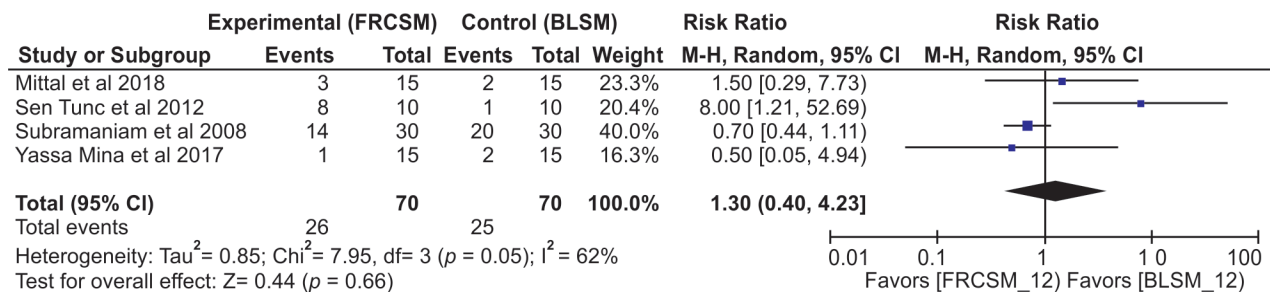 Experimental (FRCSM) Control (BLSM) Risk Ratio Risk Ratio
Study or Subgroup Events Total Events Total Weight M-H, Random, 95% CI M-H, Random, 95% CI
Mittal et al 2018 3 15 2 15 23.3% 1.50 [0.29, 7.73]
Sen Tunc et al 2012 8 10 1 10 20.4% 8.00 [1.21, 52.69]
Subramaniam et al 2008 14 30 20 30 40.0% 0.70 [0.44, 1.11]
Yassa Mina et al 2017 1 15 2 15 16.3% 0.50 [0.05, 4.94]
Total (95% CI) 70 70 100.0% 1.30 (0.40, 4.23]
Total events 26 25
Heterogeneity: Tau²= 0.85; Chi²= 7.95, df= 3 (p = 0.05); I² = 62%
Test for overall effect: Z= 0.44 (p = 0.66)
0.01 0.1 1 10 100
Favors [FRCSM_12) Favors [BLSM_12)